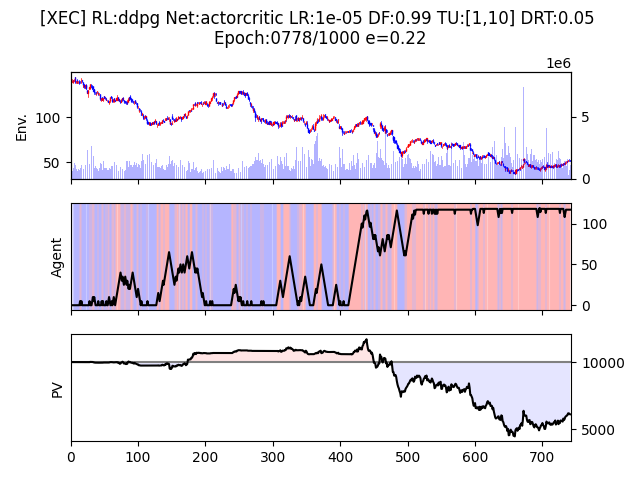 [XEC] RL:ddpg Net:actorcritic LR:1e-05 DF:0.99 TU:[1,10] DRT:0.05
Epoch:0778/1000 e=0.22
1e6
Env.
100
50
5
0
Agent
100
50
0
PV
10000
5000
0 100 200 300 400 500 600 700